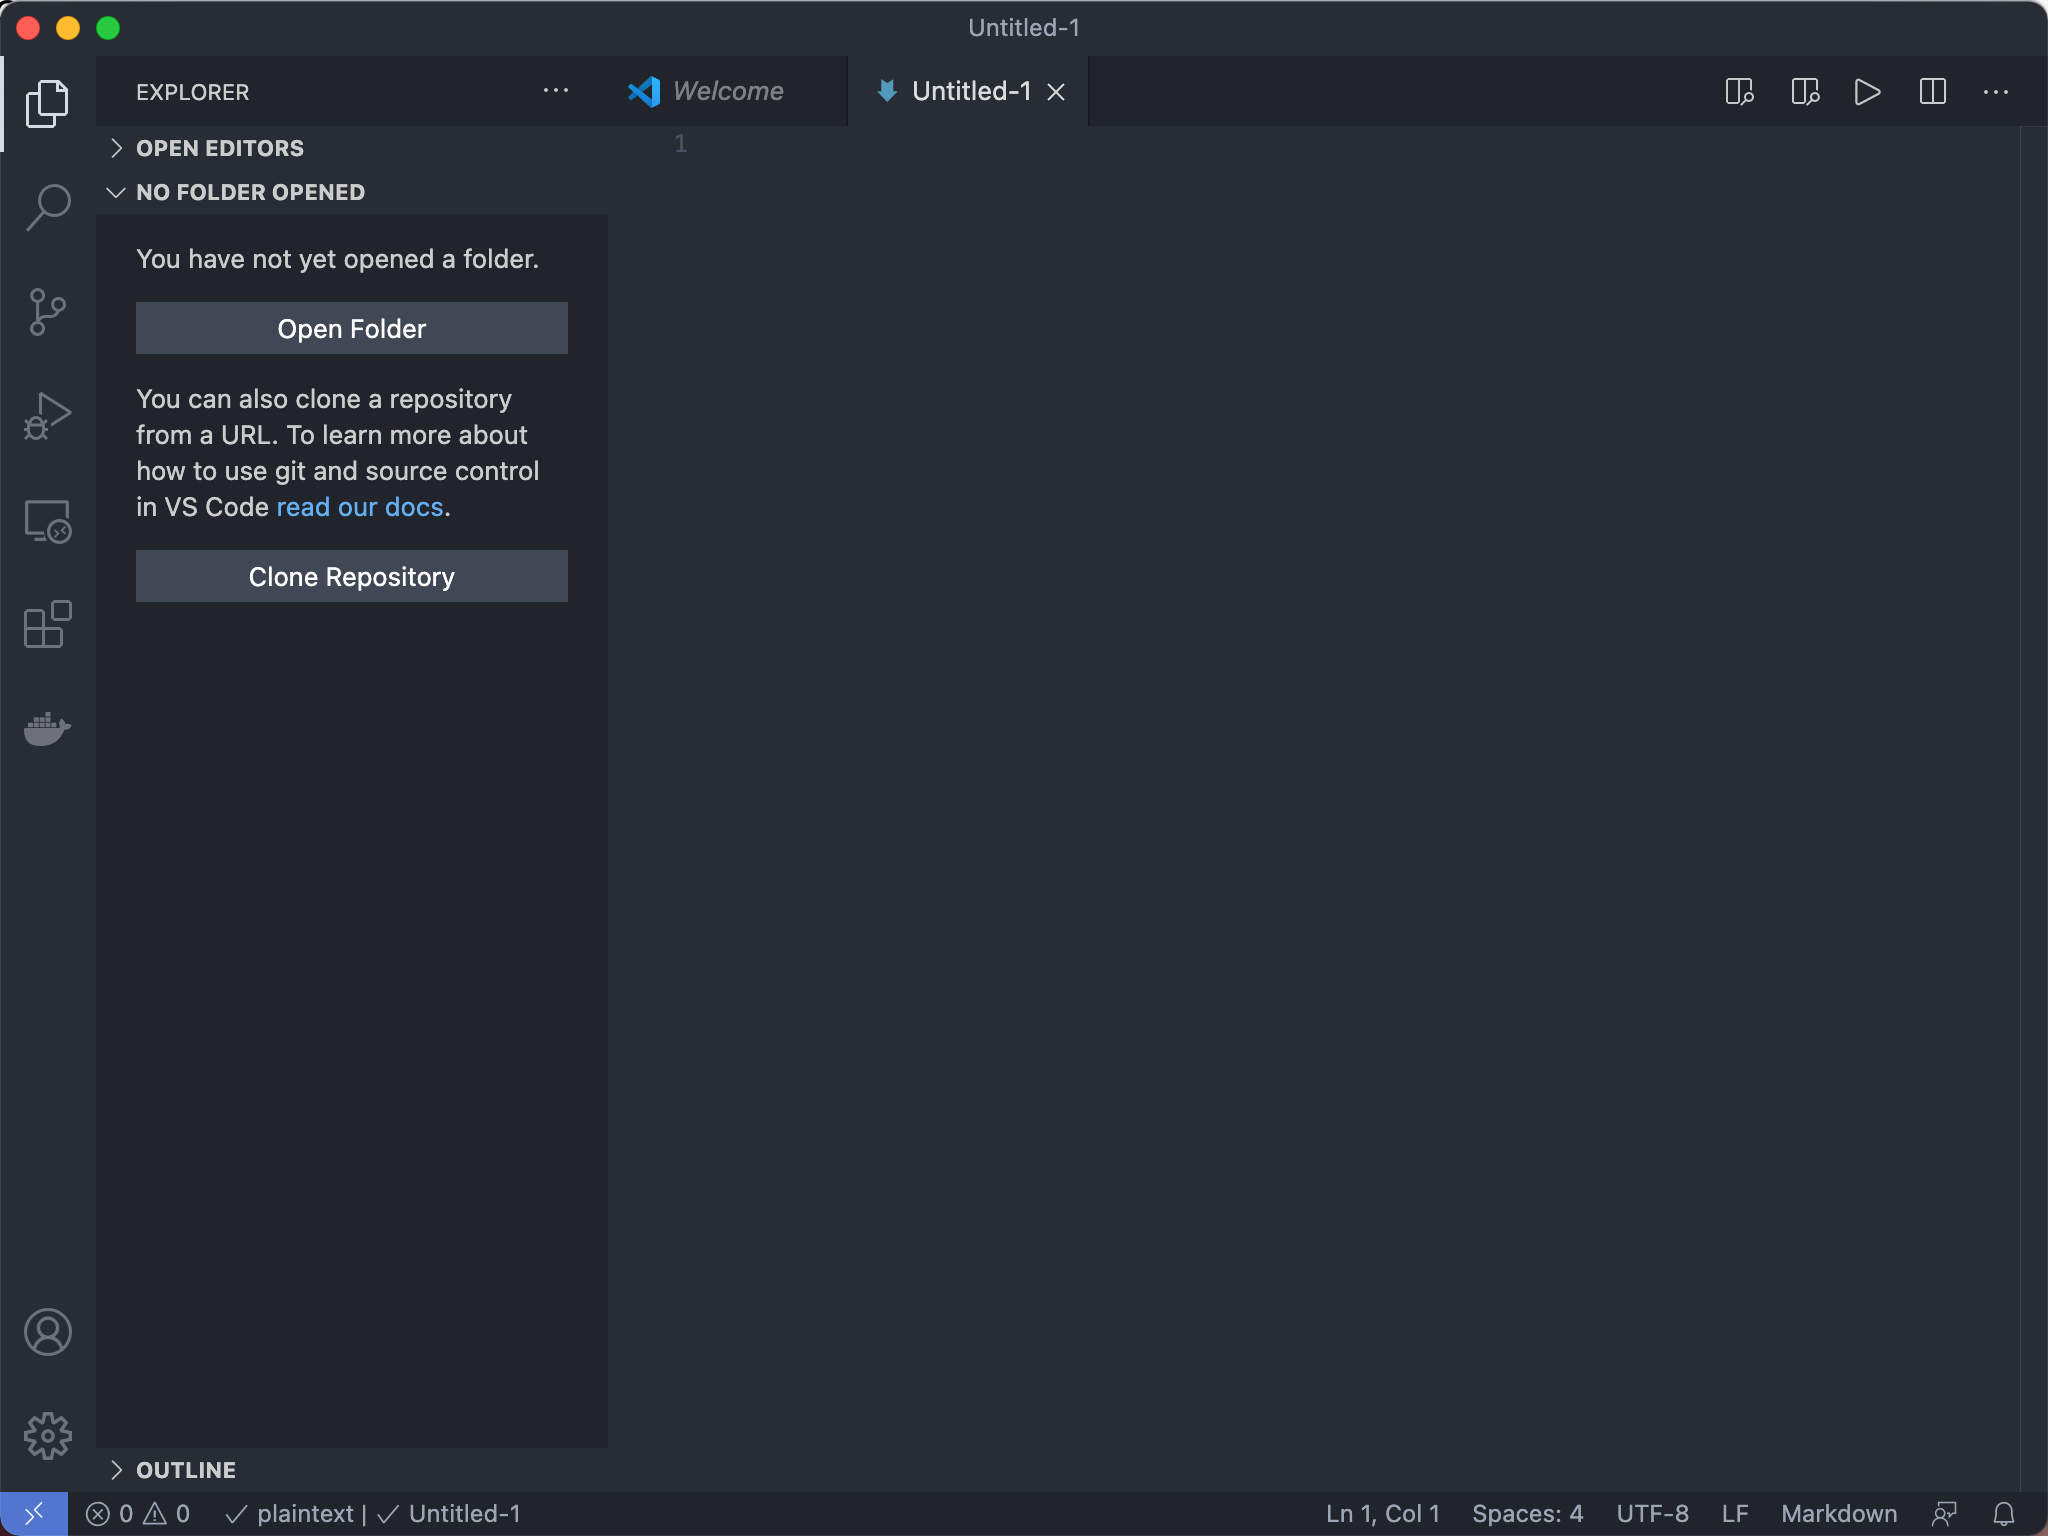 Untitled-1
EXPLORER
Welcome
Untitled-1
OPEN EDITORS
1
NO FOLDER OPENED
You have not yet opened a folder.
Open Folder
You can also clone a repository
from a URL. To learn more about
how to use git and source control
in VS Code read our docs.
Clone Repository
OUTLINE
0 0 plaintext | Untitled-1
Ln 1, Col 1 Spaces: 4 UTF-8 LF Markdown